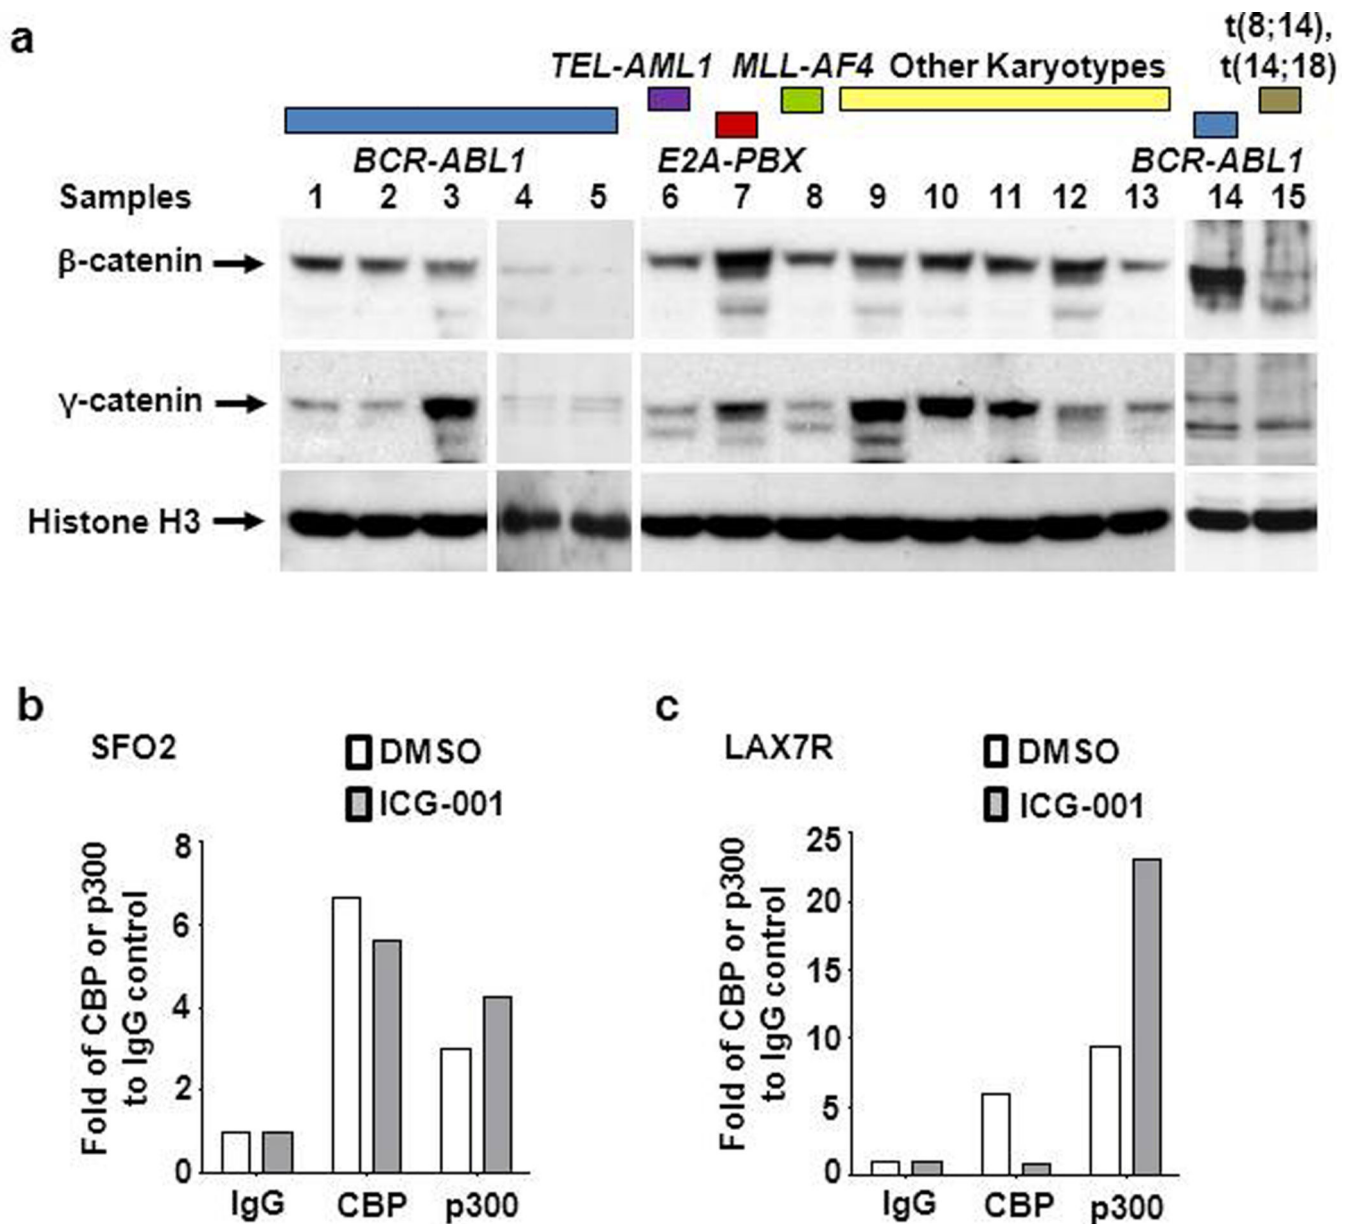 a
t(8;14),
TEL-AML1 MLL-AF4 Other Karyotypes t(14;18)
BCR-ABL1 E2A-PBX BCR-ABL1
Samples 1 2 3 4 5 6 7 8 9 10 11 12 13 14 15
β-catenin
γ-catenin
Histone H3
b
SFO2
DMSO
ICG-001
Fold of CBP or p300
to IgG control
8
6
4
2
0
IgG CBP p300
c
LAX7R
DMSO
ICG-001
Fold of CBP or p300
to IgG control
25
20
15
10
5
0
IgG CBP p300